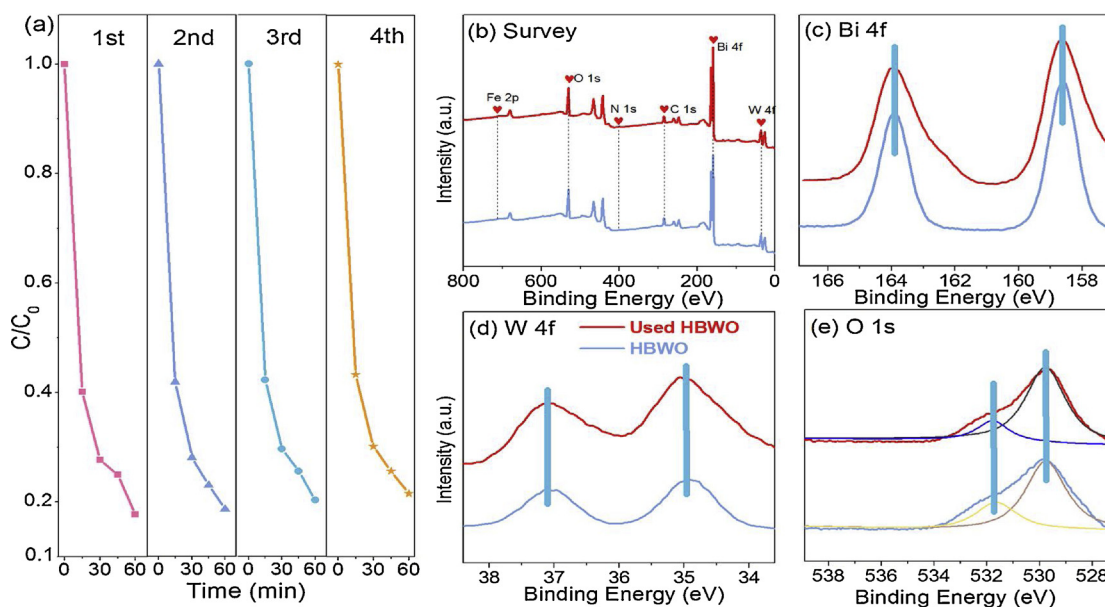 (a)
1st 2nd 3rd 4th
1.0
0.8
0.6
0.4
0.2
0.1
C/C0
0 30 60 0 30 60 0 30 60 0 30 60
Time (min)
(b) Survey
Fe 2p
O 1s
N 1s
C 1s
Bi 4f
W 4f
Intensity (a.u.)
800 600 400 200 0
Binding Energy (eV)
(c) Bi 4f
166 164 162 160 158
Binding Energy (eV)
(d) W 4f
Used HBWO
HBWO
Intensity (a.u.)
38 37 36 35 34
Binding Energy (eV)
(e) O 1s
538 536 534 532 530 528
Binding Energy (eV)